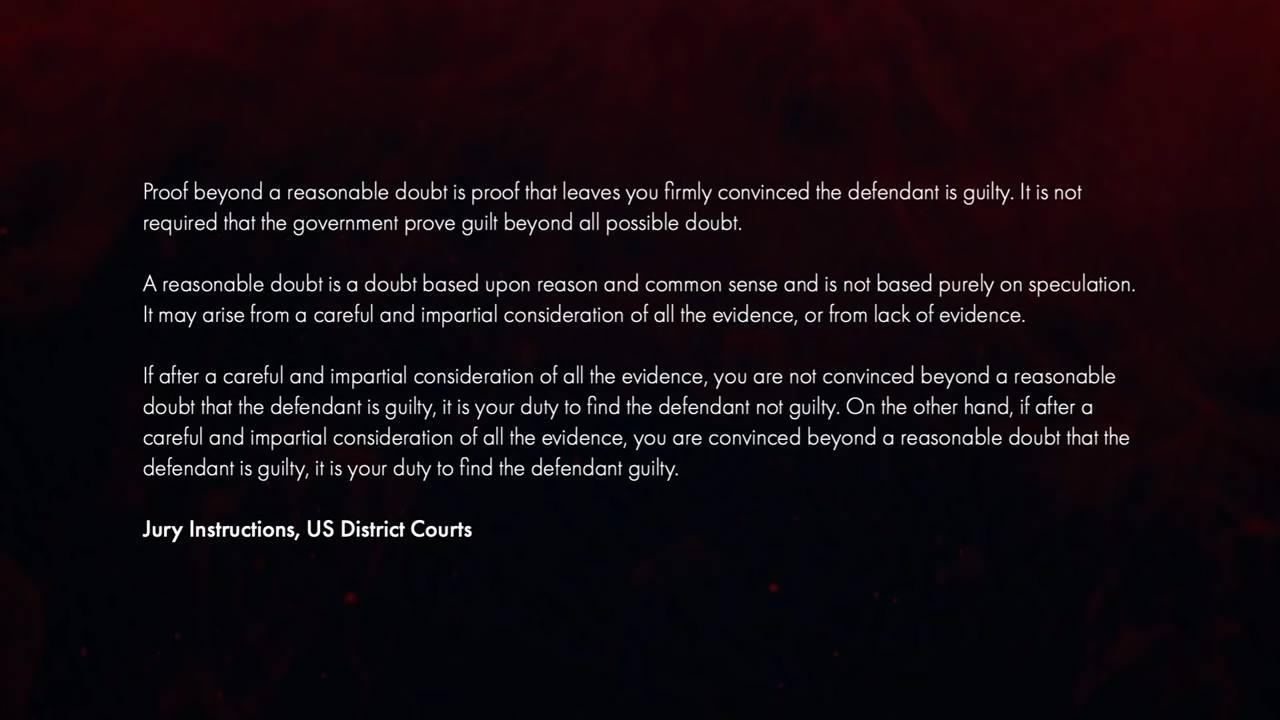 Proof beyond a reasonable doubt is proof that leaves you firmly convinced the defendant is guilty. It is not
required that the government prove guilt beyond all possible doubt.
A reasonable doubt is a doubt based upon reason and common sense and is not based purely on speculation.
It may arise from a careful and impartial consideration of all the evidence, or from lack of evidence.
If after a careful and impartial consideration of all the evidence, you are not convinced beyond a reasonable
doubt that the defendant is guilty, it is your duty to find the defendant not guilty. On the other hand, if after a
careful and impartial consideration of all the evidence, you are convinced beyond a reasonable doubt that the
defendant is guilty, it is your duty to find the defendant guilty.
Jury Instructions, US District Courts